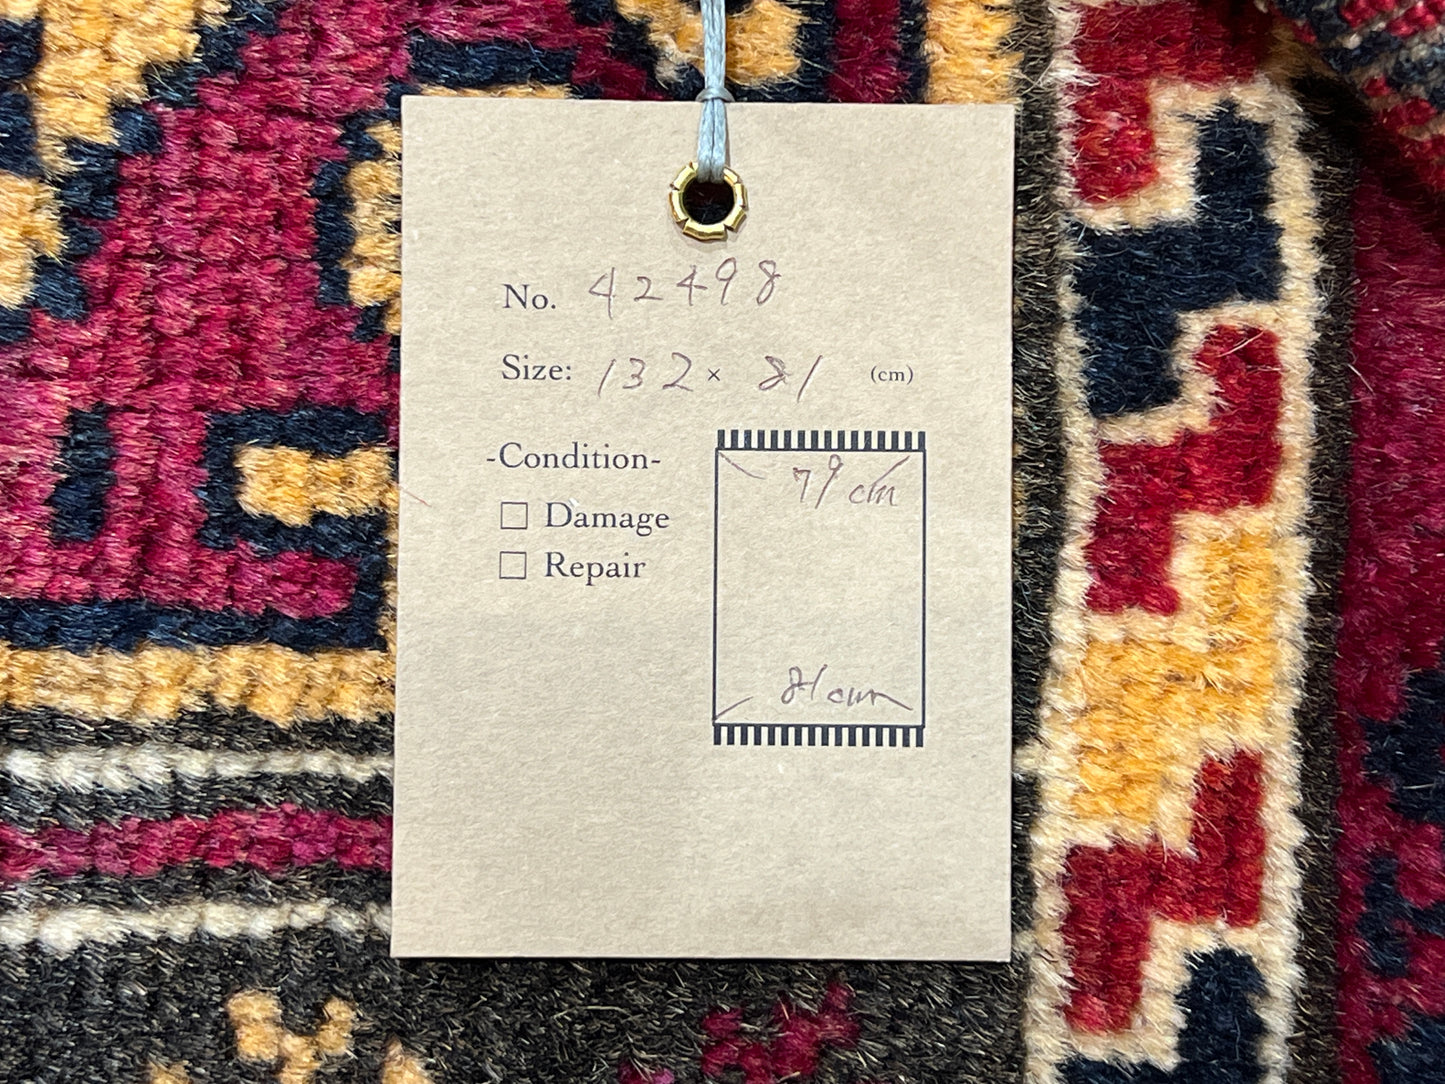 No. 42498
Size: 132 × 81 (cm)
-Condition-
79 cm
□ Damage
□ Repair
81 cm